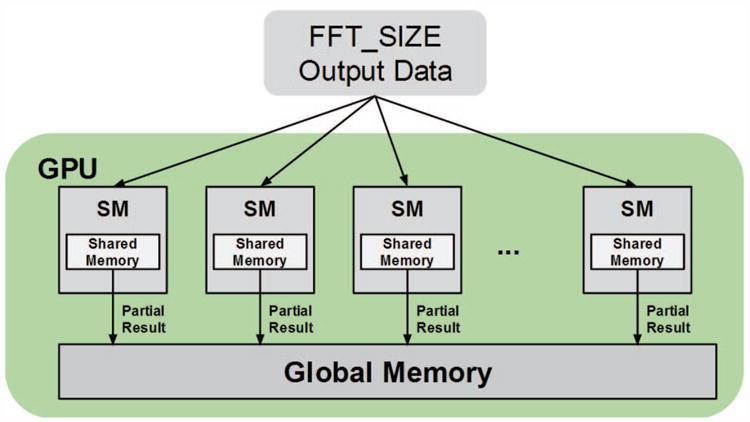 FFT_SIZE
Output Data
GPU
SM
SM
SM
SM
Shared
Memory
Shared
Memory
Shared
Memory
...
Shared
Memory
Partial
Result
Partial
Result
Partial
Result
Partial
Result
Global Memory